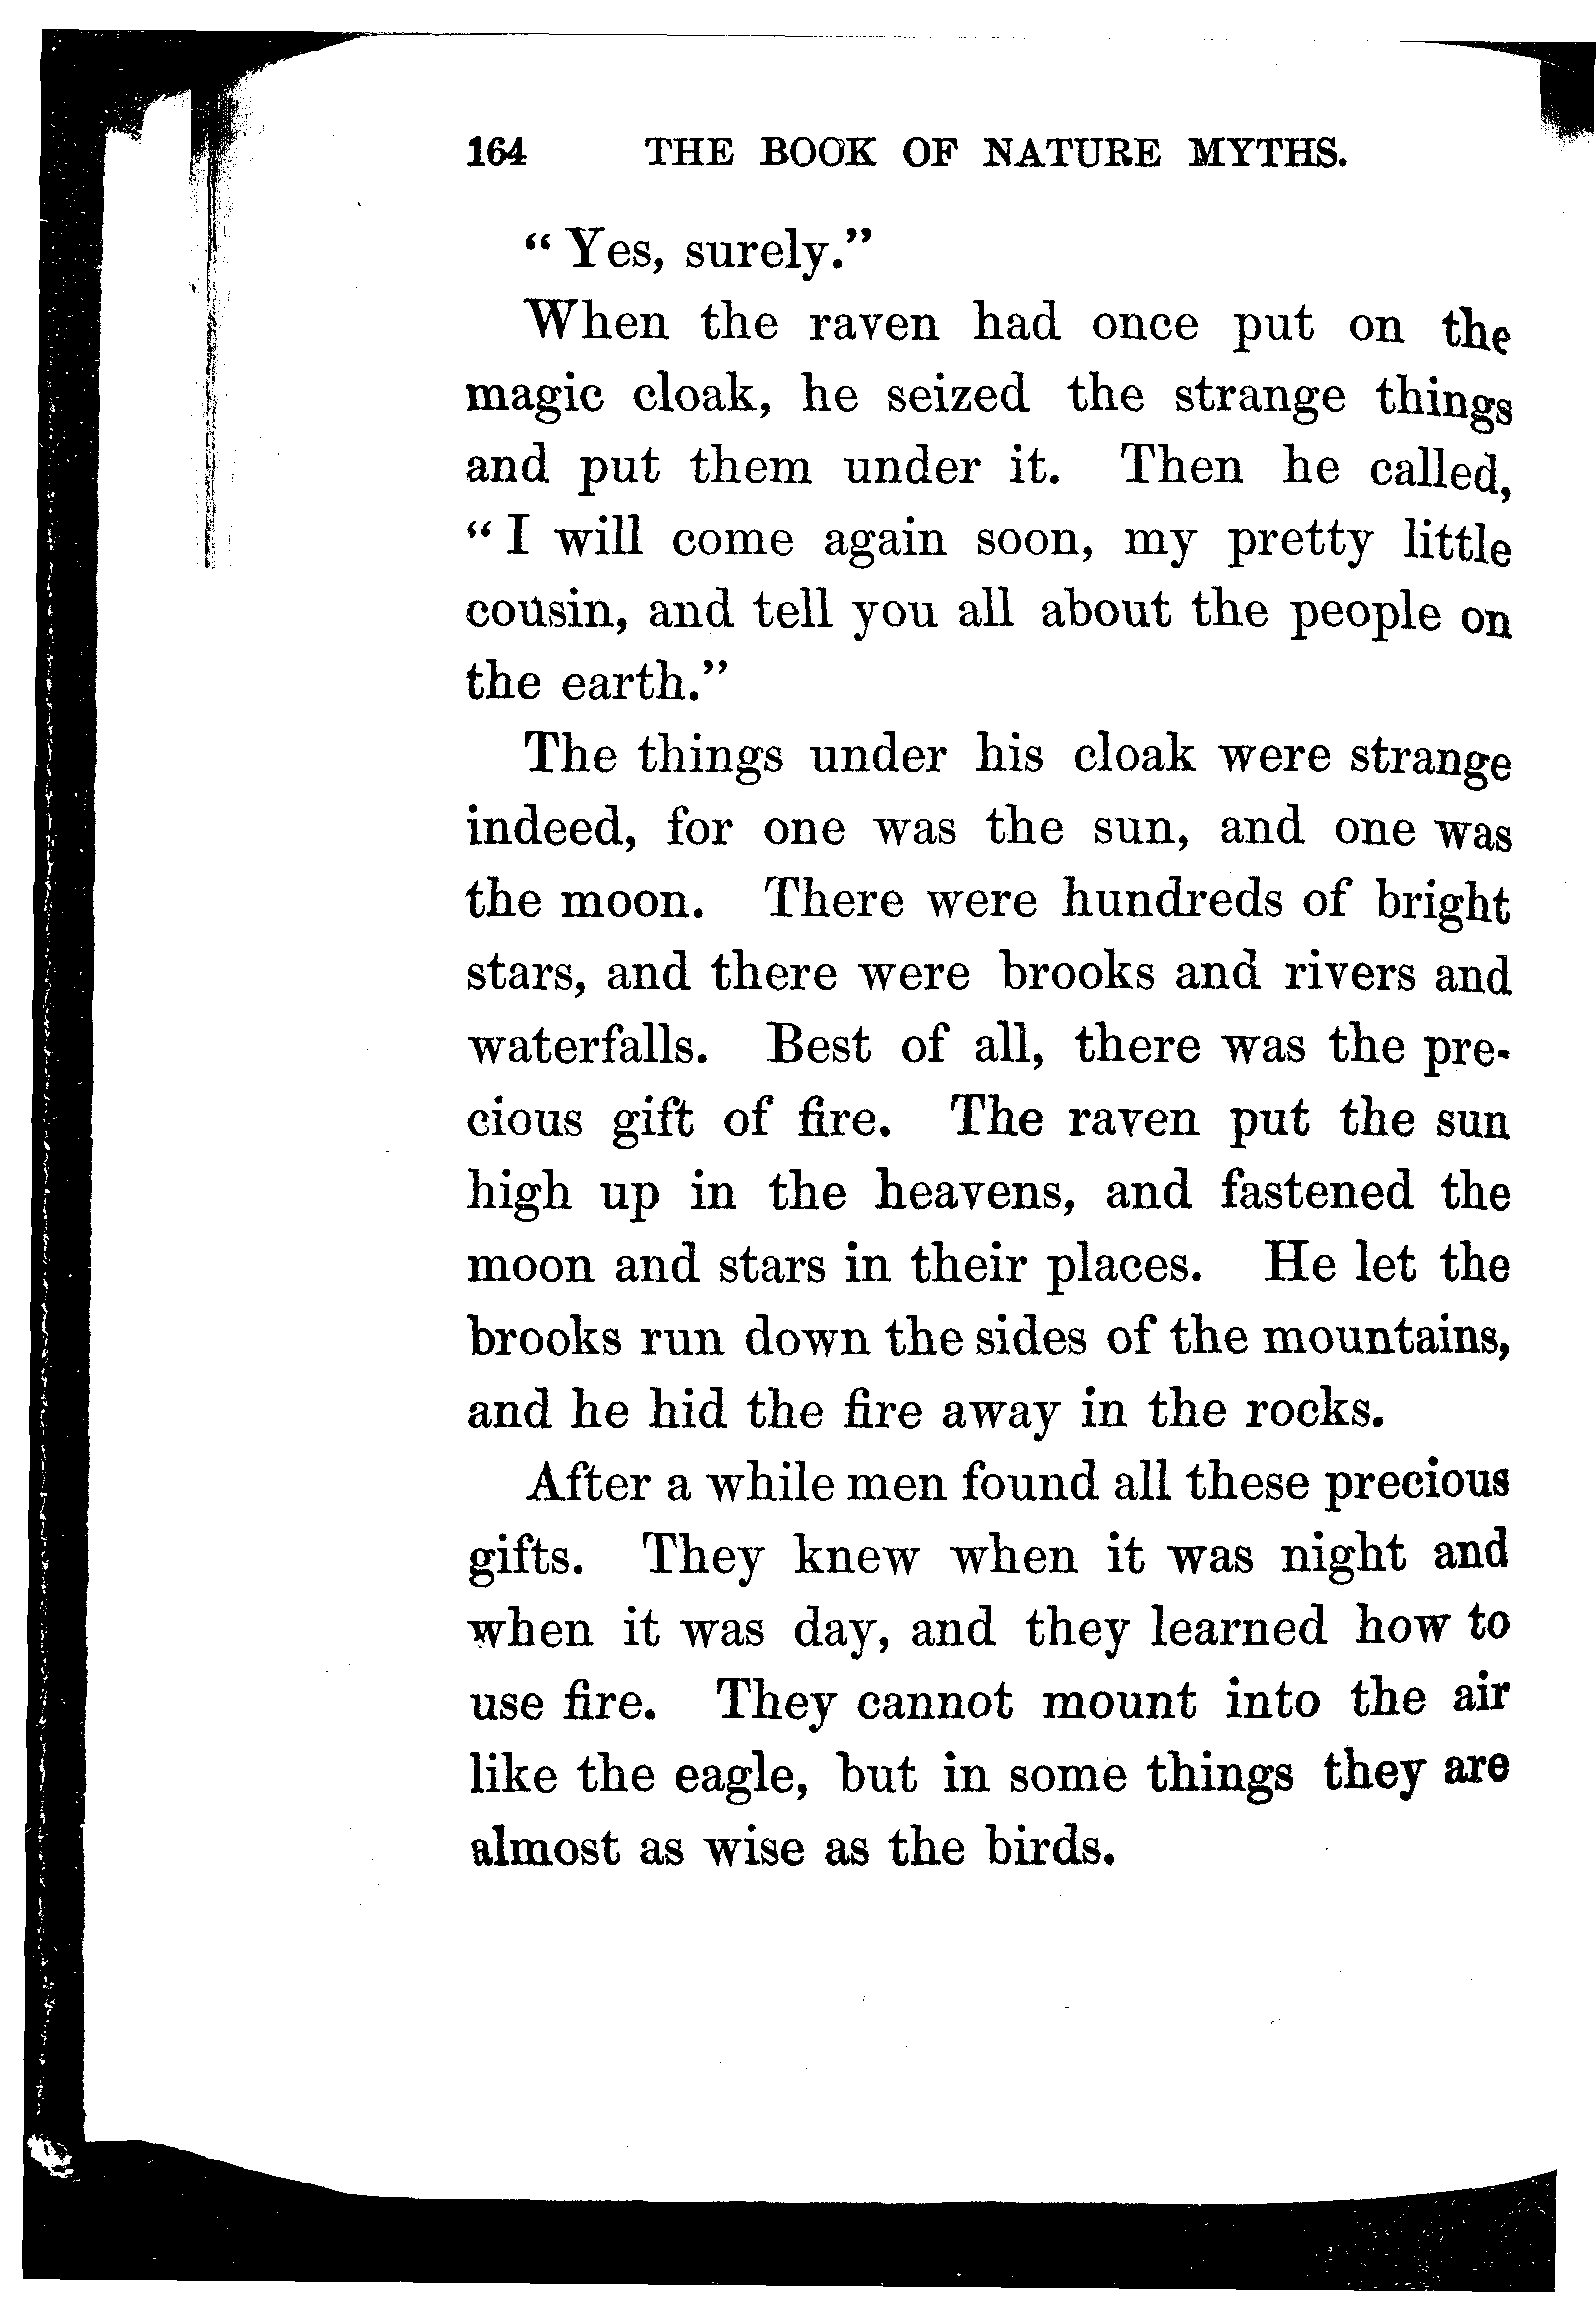 164 THE BOOK OF NATURE MYTHS.
“ Yes, surely.”
When the raven had once put on the
magic cloak, he seized the strange things
and put them under it. Then he called,
“ I will come again soon, my pretty little
cousin, and tell you all about the people on
the earth.”
The things under his cloak were strange
indeed, for one was the sun, and one was
the moon. There were hundreds of bright
stars, and there were brooks and rivers and
waterfalls. Best of all, there was the pre-
cious gift of fire. The raven put the sun
high up in the heavens, and fastened the
moon and stars in their places. He let the
brooks run down the sides of the mountains,
and he hid the fire away in the rocks.
After a while men found all these precious
gifts. They knew when it was night and
when it was day, and they learned how to
use fire. They cannot mount into the air
like the eagle, but in some things they are
almost as wise as the birds.